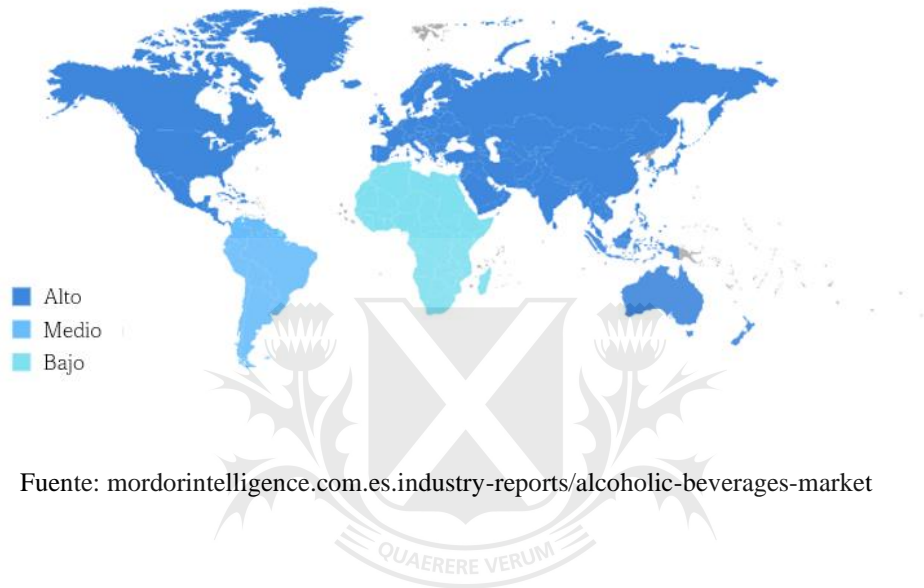 Alto
Medio
Bajo
Fuente: mordorintelligence.com.es.industry-reports/alcoholic-beverages-market
QUAERERE VERUM